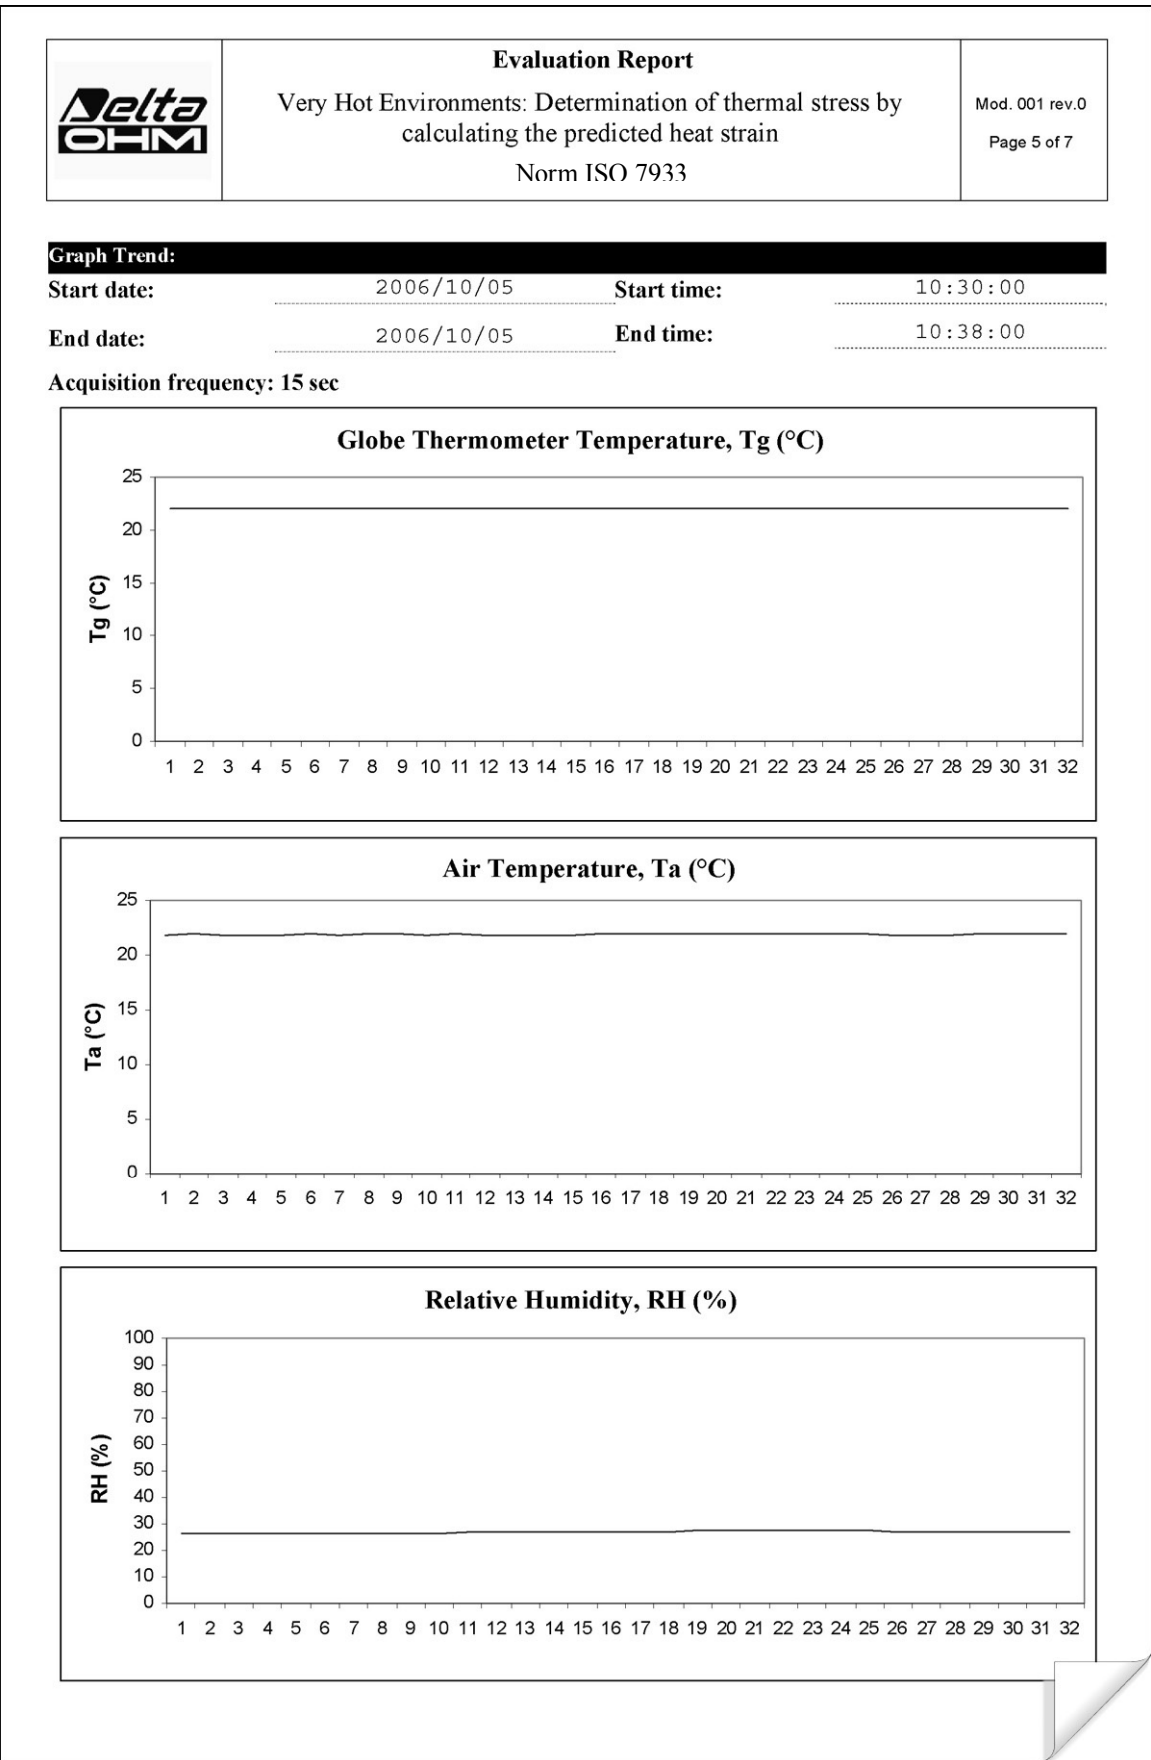 Delta
OHM
Evaluation Report
Very Hot Environments: Determination of thermal stress by
calculating the predicted heat strain
Norm ISO 7933
Mod. 001 rev.0
Page 5 of 7
Graph Trend:
Start date: 2006/10/05 Start time: 10:30:00
End date: 2006/10/05 End time: 10:38:00
Acquisition frequency: 15 sec
Globe Thermometer Temperature, Tg (°C)
Tg (°C)
25
20
15
10
5
0
1 2 3 4 5 6 7 8 9 10 11 12 13 14 15 16 17 18 19 20 21 22 23 24 25 26 27 28 29 30 31 32
Air Temperature, Ta (°C)
Ta (°C)
25
20
15
10
5
0
1 2 3 4 5 6 7 8 9 10 11 12 13 14 15 16 17 18 19 20 21 22 23 24 25 26 27 28 29 30 31 32
Relative Humidity, RH (%)
RH (%)
100
90
80
70
60
50
40
30
20
10
0
1 2 3 4 5 6 7 8 9 10 11 12 13 14 15 16 17 18 19 20 21 22 23 24 25 26 27 28 29 30 31 32